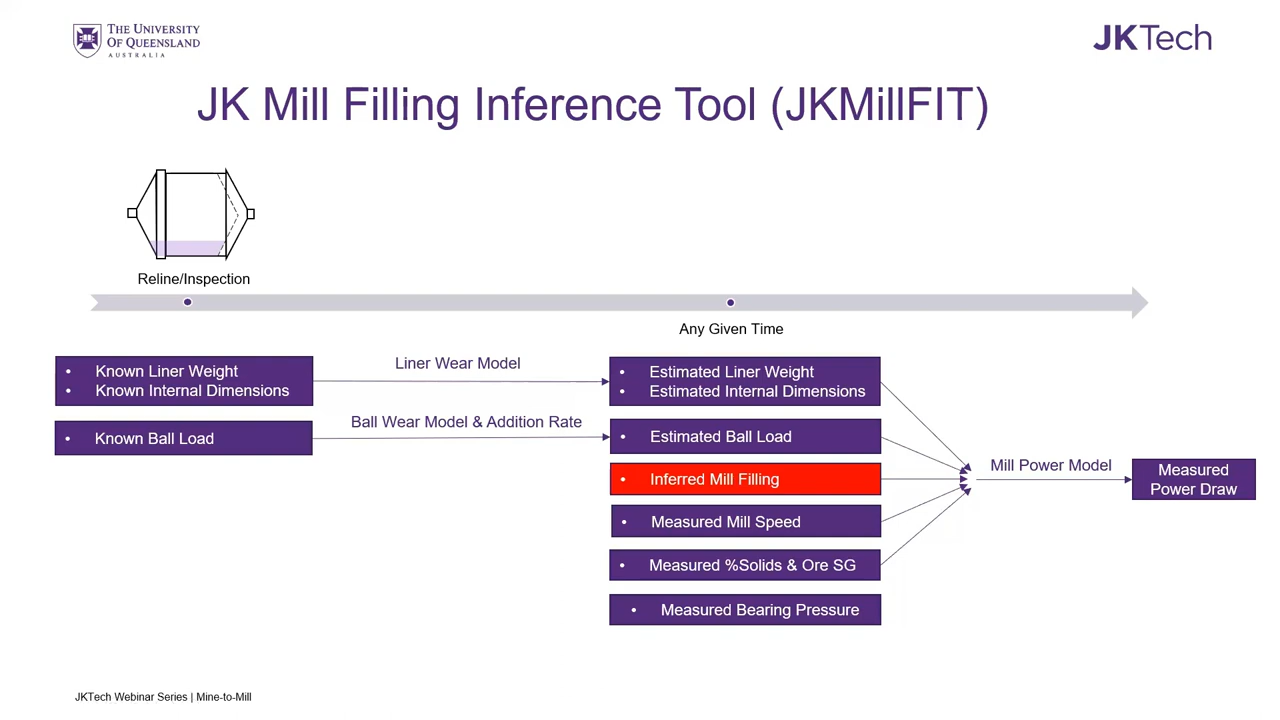 THE UNIVERSITY
OF QUEENSLAND
AUSTRALIA
JKTech
JK Mill Filling Inference Tool (JKMillFIT)
Reline/Inspection
Any Given Time
• Known Liner Weight
• Known Internal Dimensions
Liner Wear Model
• Estimated Liner Weight
• Estimated Internal Dimensions
• Known Ball Load
Ball Wear Model & Addition Rate
• Estimated Ball Load
• Inferred Mill Filling
• Measured Mill Speed
• Measured %Solids & Ore SG
• Measured Bearing Pressure
Mill Power Model
Measured
Power Draw
JKTech Webinar Series | Mine-to-Mill